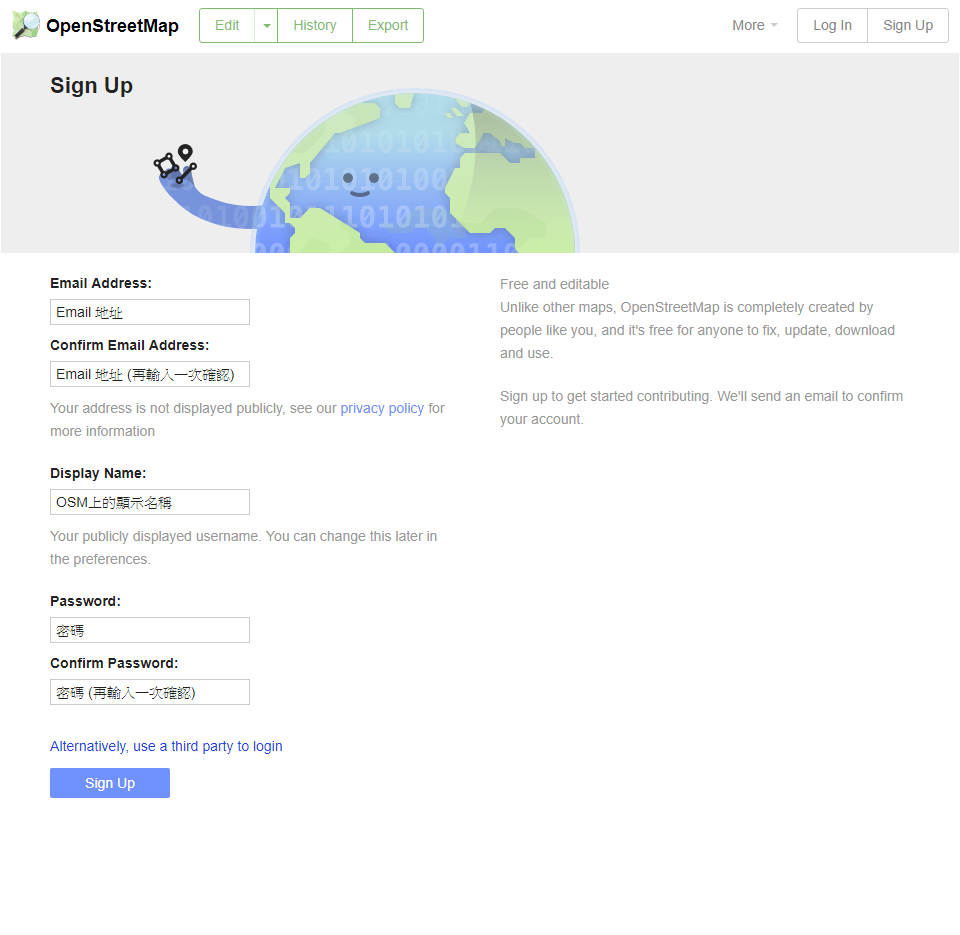 OpenStreetMap
Edit
History
Export
More
Log In
Sign Up
Sign Up
Email Address:
Email 地址
Confirm Email Address:
Email 地址 (再輸入一次確認)
Your address is not displayed publicly, see our privacy policy for
more information
Display Name:
OSM上的顯示名稱
Your publicly displayed username. You can change this later in
the preferences.
Password:
密碼
Confirm Password:
密碼 (再輸入一次確認)
Alternatively, use a third party to login
Sign Up
Free and editable
Unlike other maps, OpenStreetMap is completely created by
people like you, and it's free for anyone to fix, update, download
and use.
Sign up to get started contributing. We'll send an email to confirm
your account.